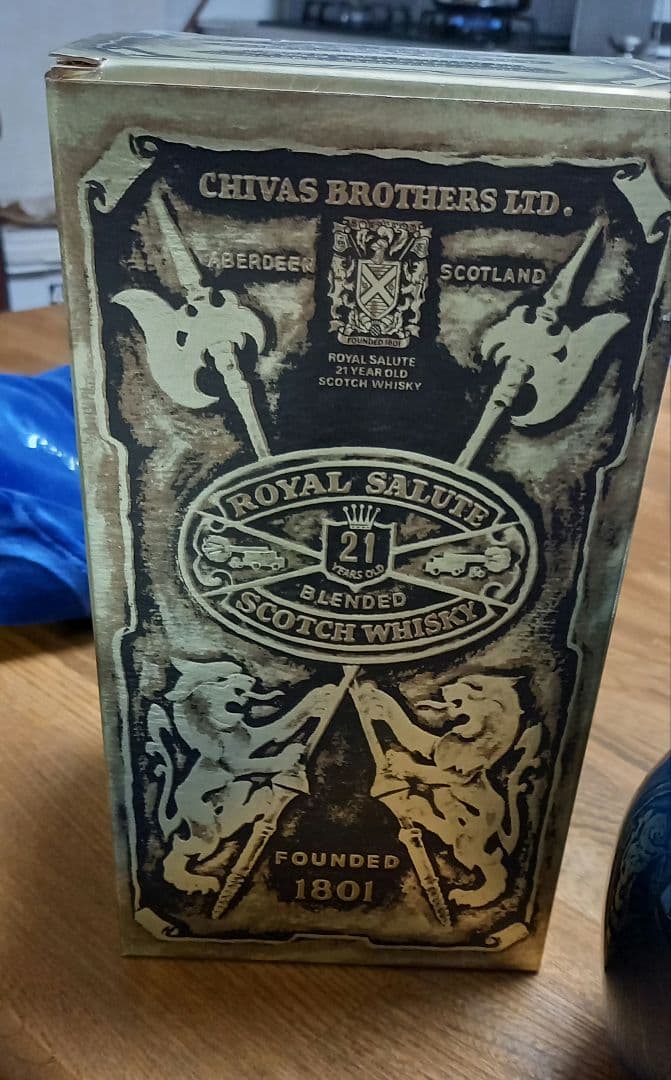 CHIVAS BROTHERS LTD.
ABERDEEN SCOTLAND
FOUNDED 1801
ROYAL SALUTE
21 YEAR OLD
SCOTCH WHISKY
ROYAL SALUTE
21
YEARS OLD
BLENDED
SCOTCH WHISKY
FOUNDED
1801